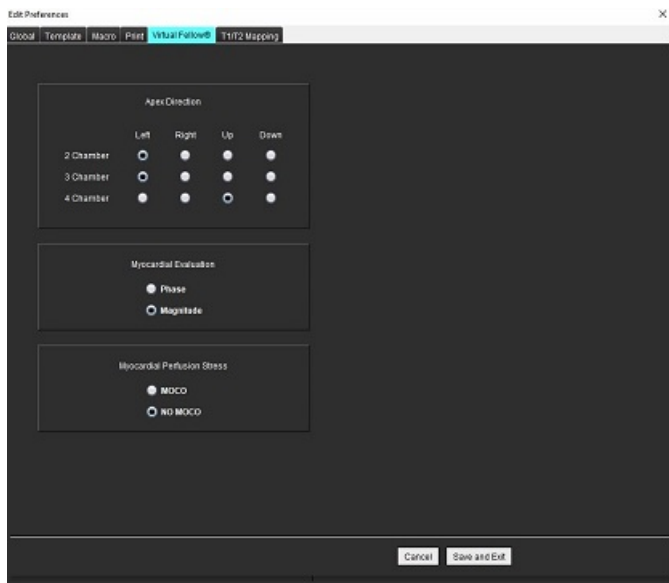 Edit Preferences
Global Template Macro Print Virtual Fellow® T1/T2 Mapping
Apex Direction
Left Right Up Down
2 Chamber
3 Chamber
4 Chamber
Myocardial Evaluation
Phase
Magnitude
Myocardial Perfusion Stress
MOCO
NO MOCO
Cancel Save and Exit